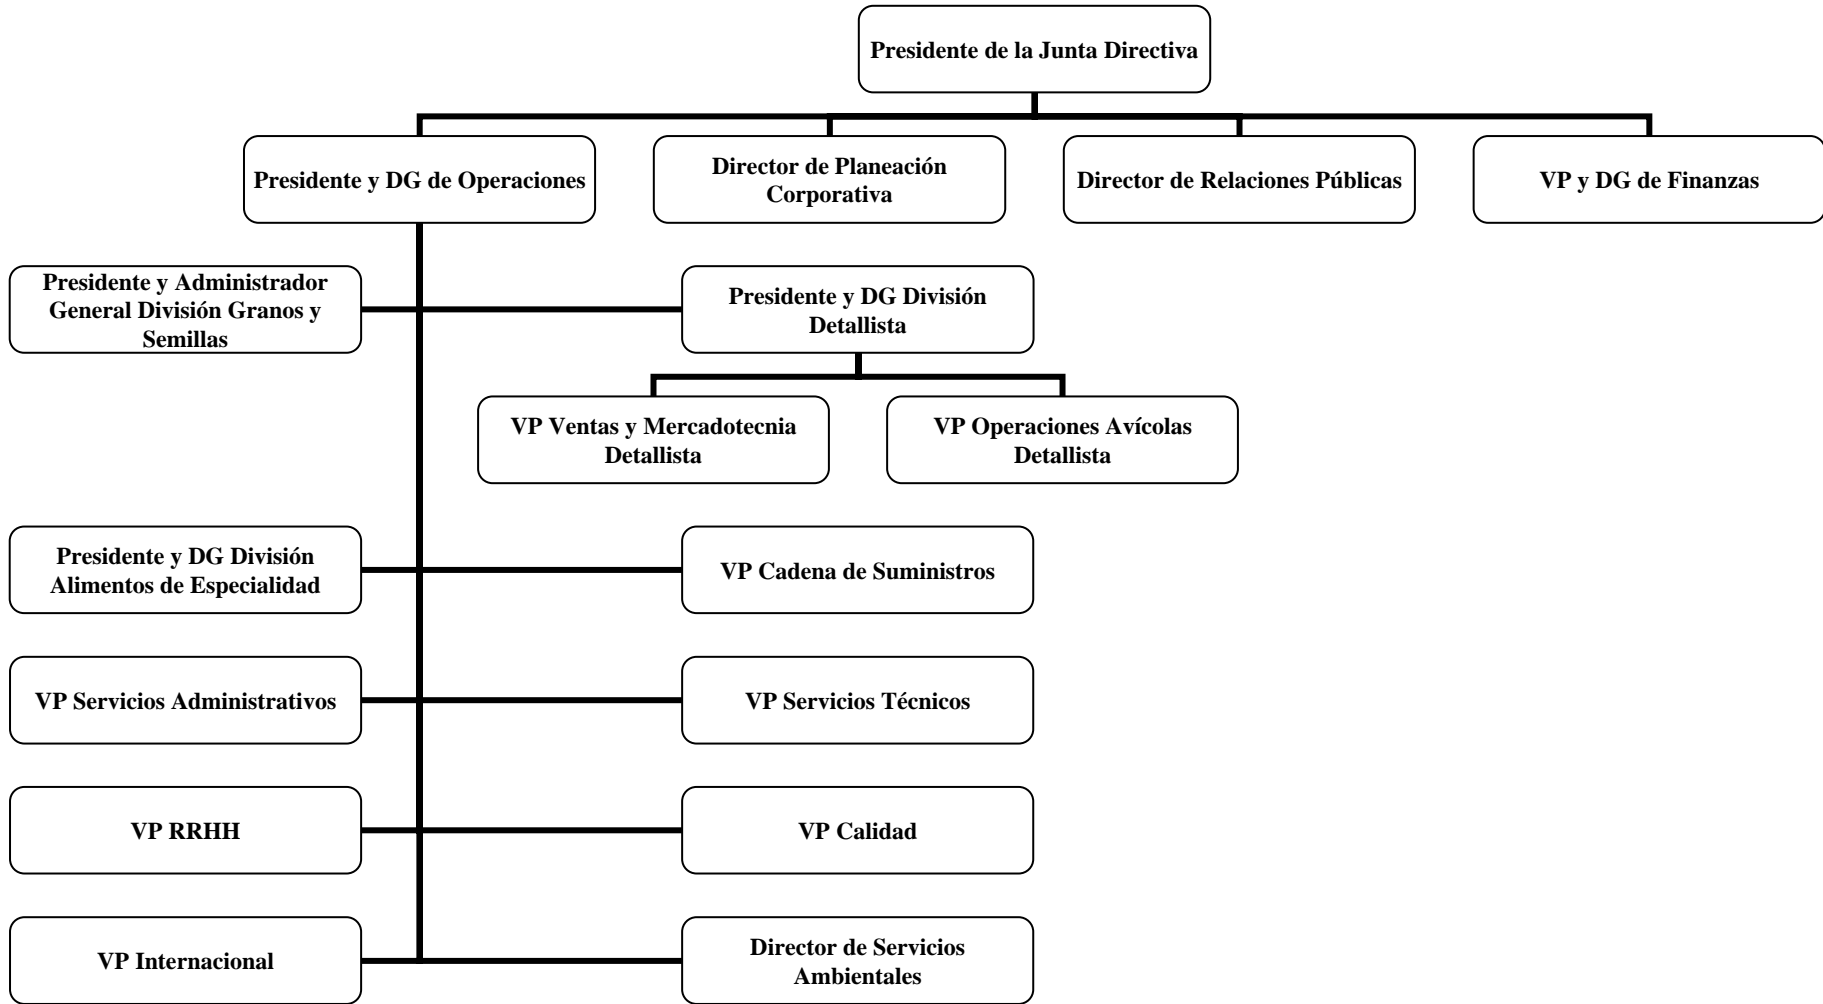 Presidente de la Junta Directiva
Presidente y DG de Operaciones
Director de Planeación
Corporativa
Director de Relaciones Públicas
VP y DG de Finanzas
Presidente y Administrador
General División Granos y
Semillas
Presidente y DG División
Detallista
VP Ventas y Mercadotecnia
Detallista
VP Operaciones Avícolas
Detallista
Presidente y DG División
Alimentos de Especialidad
VP Cadena de Suministros
VP Servicios Administrativos
VP Servicios Técnicos
VP RRHH
VP Calidad
VP Internacional
Director de Servicios
Ambientales